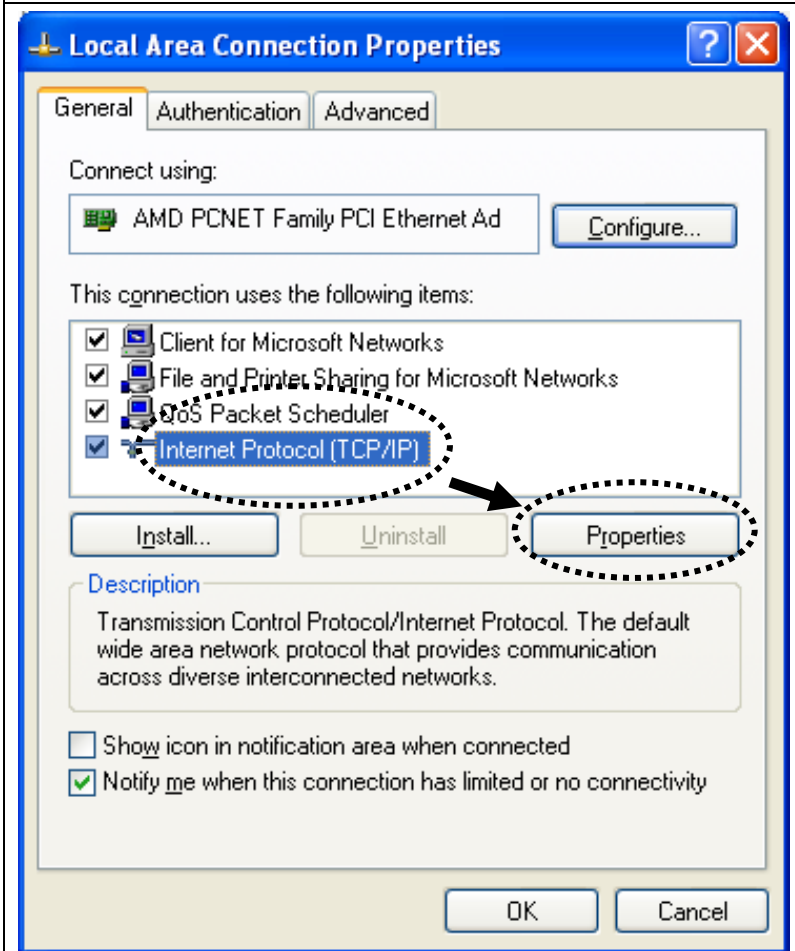 Local Area Connection Properties
General Authentication Advanced
Connect using:
AMD PCNET Family PCI Ethernet Ad Configure...
This connection uses the following items:
Client for Microsoft Networks
File and Printer Sharing for Microsoft Networks
QoS Packet Scheduler
Internet Protocol (TCP/IP)
Install... Uninstall Properties
Description
Transmission Control Protocol/Internet Protocol. The default
wide area network protocol that provides communication
across diverse interconnected networks.
Show icon in notification area when connected
Notify me when this connection has limited or no connectivity
OK Cancel